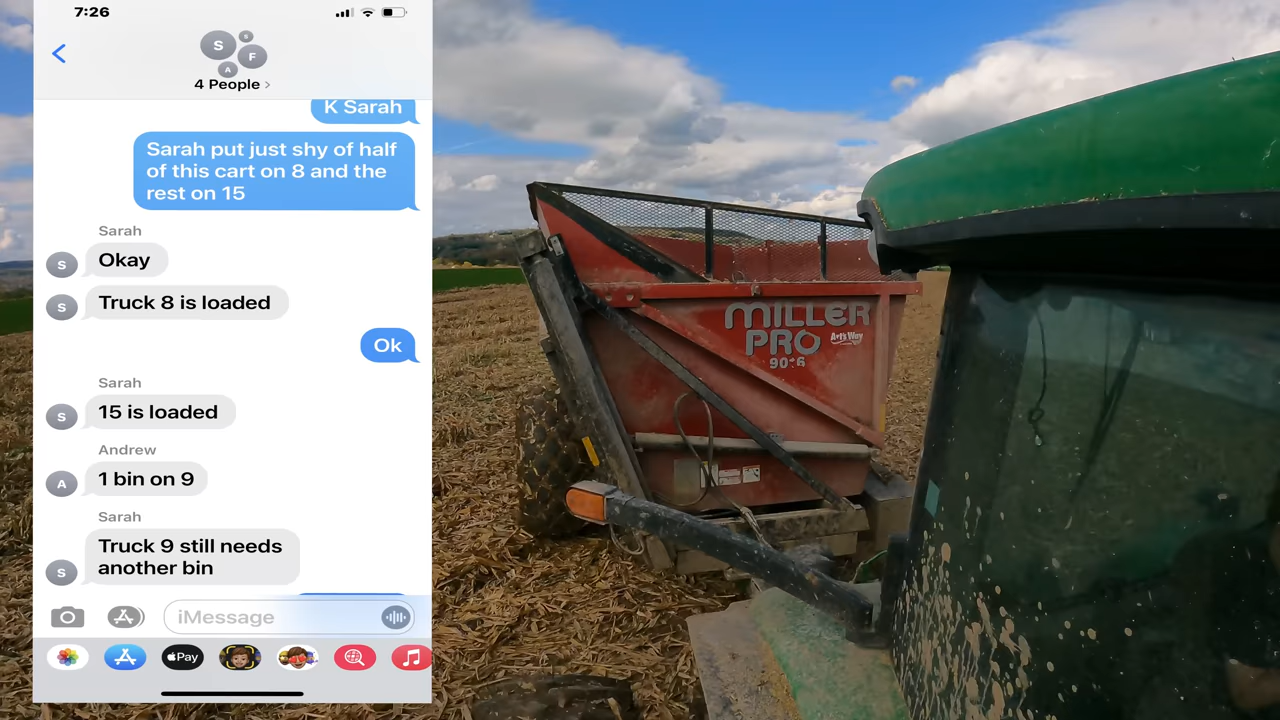 7:26
S
S
F
A
4 People >
K Sarah
Sarah put just shy of half
of this cart on 8 and the
rest on 15
Sarah
S
Okay
S
Truck 8 is loaded
Ok
Sarah
S
15 is loaded
Andrew
A
1 bin on 9
Sarah
Truck 9 still needs
another bin
S
iMessage
Pay
MILLER
PRO
Art's Way
9016